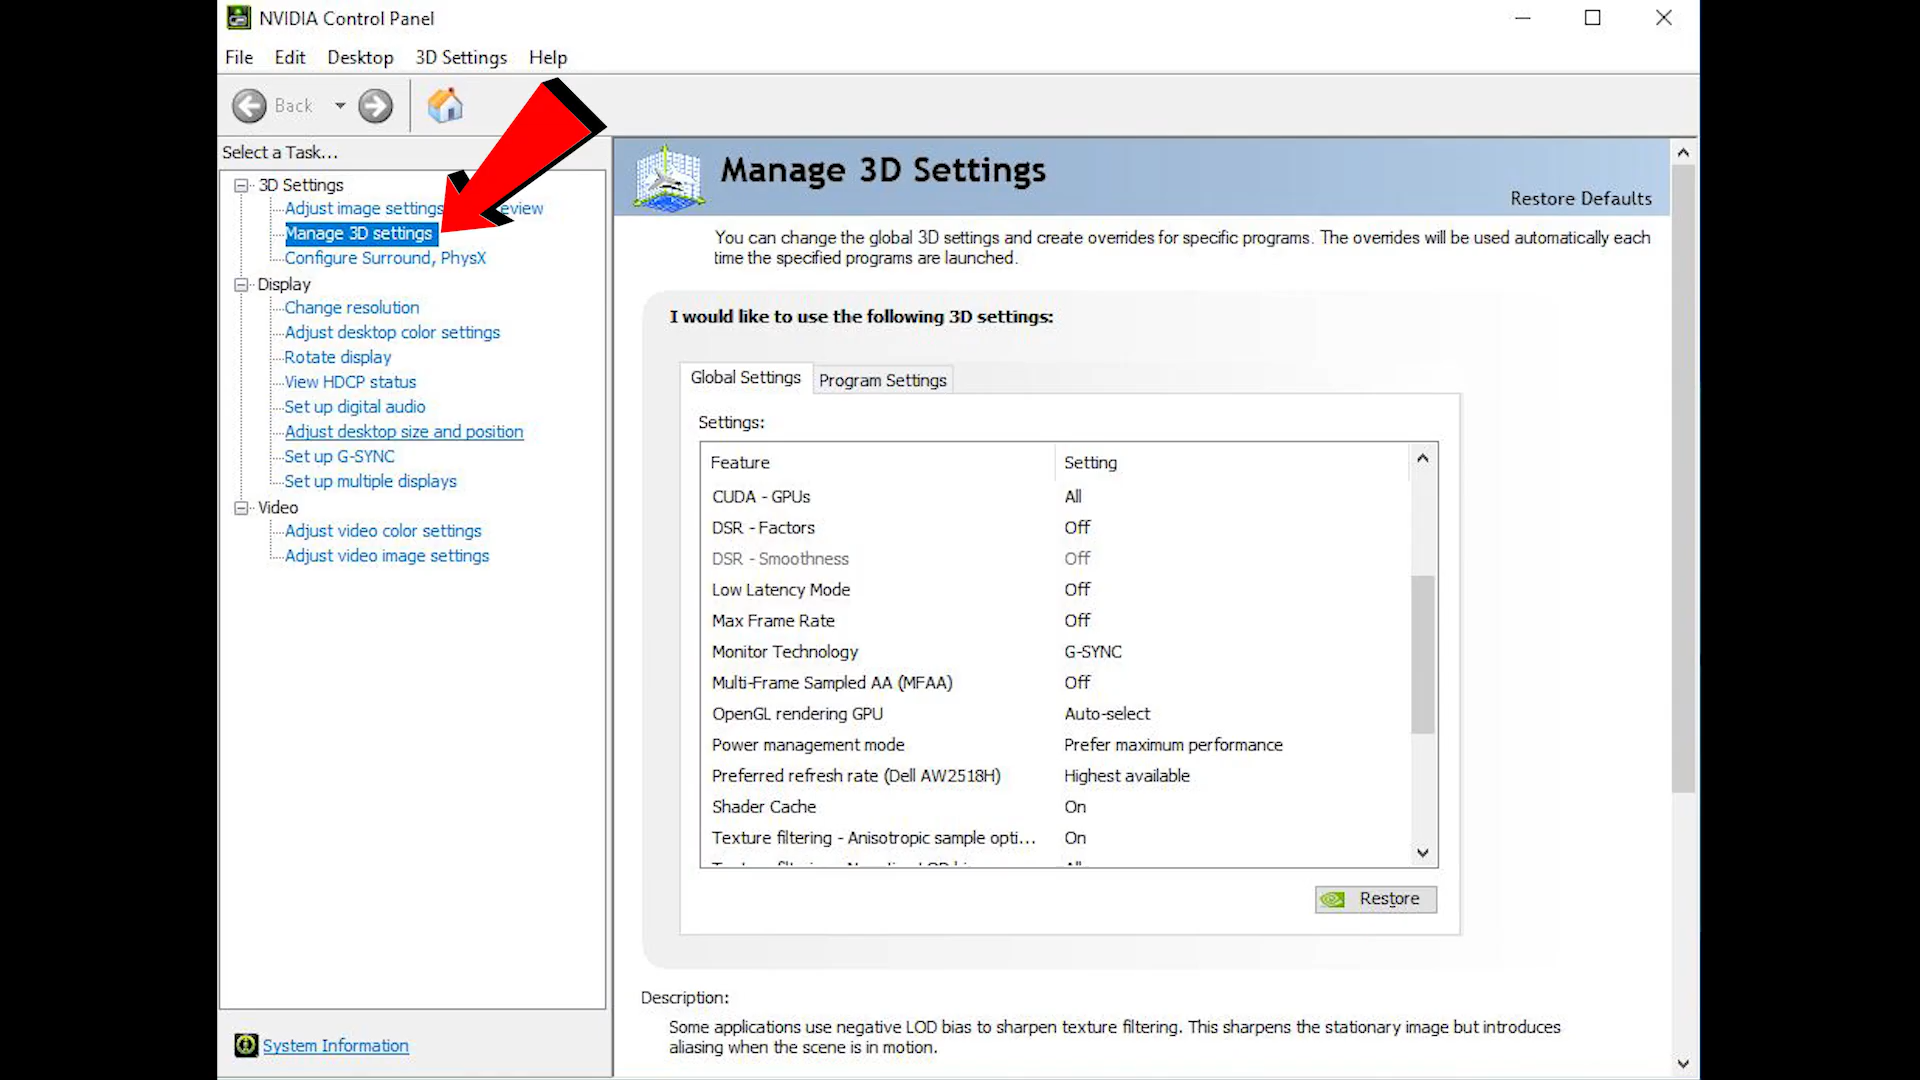 NVIDIA Control Panel
File Edit Desktop 3D Settings Help
Back
Select a Task...
3D Settings
Adjust image settings eview
Manage 3D settings
Configure Surround, PhysX
Display
Change resolution
Adjust desktop color settings
Rotate display
View HDCP status
Set up digital audio
Adjust desktop size and position
Set up G-SYNC
Set up multiple displays
Video
Adjust video color settings
Adjust video image settings
System Information
Manage 3D Settings
Restore Defaults
You can change the global 3D settings and create overrides for specific programs. The overrides will be used automatically each
time the specified programs are launched.
I would like to use the following 3D settings:
Global Settings Program Settings
Settings:
Feature Setting
CUDA - GPUs All
DSR - Factors Off
DSR - Smoothness Off
Low Latency Mode Off
Max Frame Rate Off
Monitor Technology G-SYNC
Multi-Frame Sampled AA (MFAA) Off
OpenGL rendering GPU Auto-select
Power management mode Prefer maximum performance
Preferred refresh rate (Dell AW2518H) Highest available
Shader Cache On
Texture filtering - Anisotropic sample opti... On
Restore
Description:
Some applications use negative LOD bias to sharpen texture filtering. This sharpens the stationary image but introduces
aliasing when the scene is in motion.